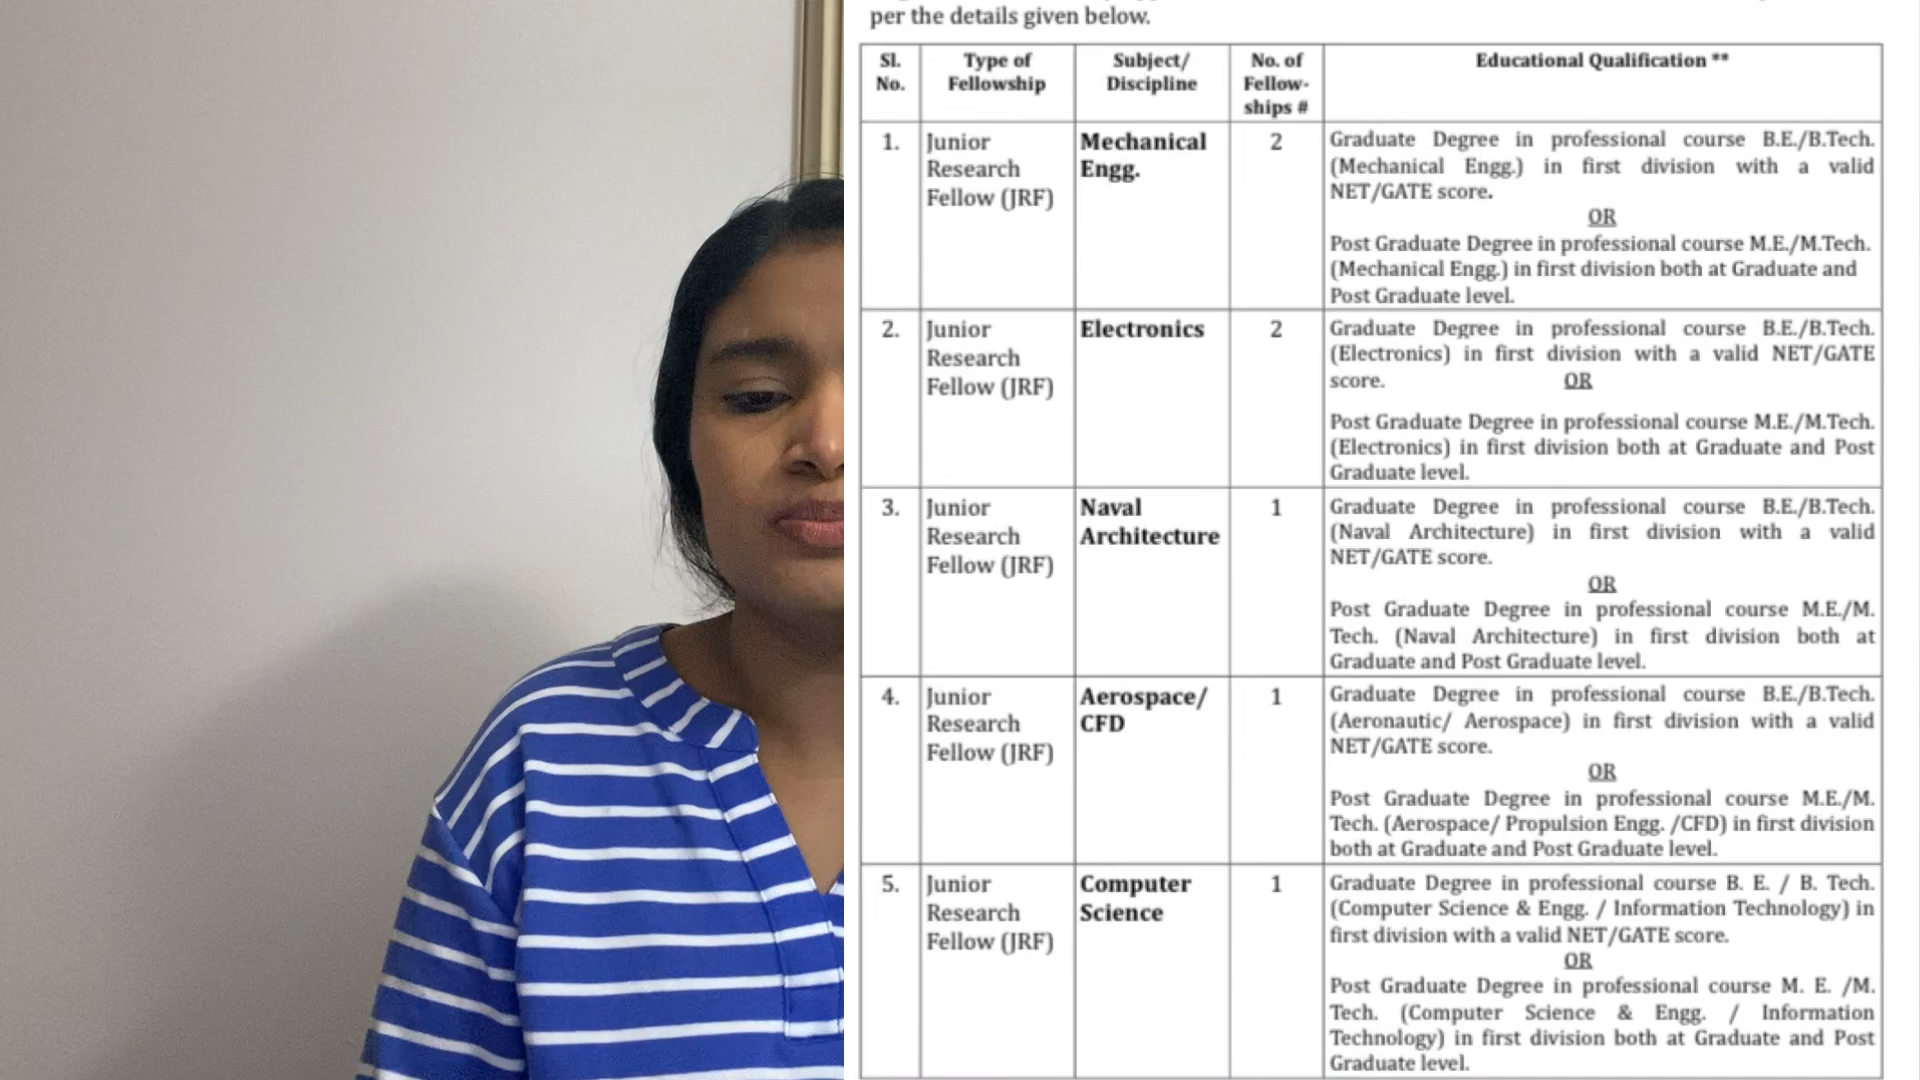 per the details given below.
Sl. No.
Type of Fellowship
Subject/ Discipline
No. of Fellow- ships #
Educational Qualification **
1.
Junior
Research
Fellow (JRF)
Mechanical
Engg.
2
Graduate Degree in professional course B.E./B.Tech.
(Mechanical Engg.) in first division with a valid
NET/GATE score.
OR
Post Graduate Degree in professional course M.E./M.Tech.
(Mechanical Engg.) in first division both at Graduate and
Post Graduate level.
2.
Junior
Research
Fellow (JRF)
Electronics
2
Graduate Degree in professional course B.E./B.Tech.
(Electronics) in first division with a valid NET/GATE
score. OR
Post Graduate Degree in professional course M.E./M.Tech.
(Electronics) in first division both at Graduate and Post
Graduate level.
3.
Junior
Research
Fellow (JRF)
Naval
Architecture
1
Graduate Degree in professional course B.E./B.Tech.
(Naval Architecture) in first division with a valid
NET/GATE score.
OR
Post Graduate Degree in professional course M.E./M.
Tech. (Naval Architecture) in first division both at
Graduate and Post Graduate level.
4.
Junior
Research
Fellow (JRF)
Aerospace/
CFD
1
Graduate Degree in professional course B.E./B.Tech.
(Aeronautic/ Aerospace) in first division with a valid
NET/GATE score.
OR
Post Graduate Degree in professional course M.E./M.
Tech. (Aerospace/ Propulsion Engg. /CFD) in first division
both at Graduate and Post Graduate level.
5.
Junior
Research
Fellow (JRF)
Computer
Science
1
Graduate Degree in professional course B. E. / B. Tech.
(Computer Science & Engg. / Information Technology) in
first division with a valid NET/GATE score.
OR
Post Graduate Degree in professional course M. E. /M.
Tech. (Computer Science & Engg. / Information
Technology) in first division both at Graduate and Post
Graduate level.